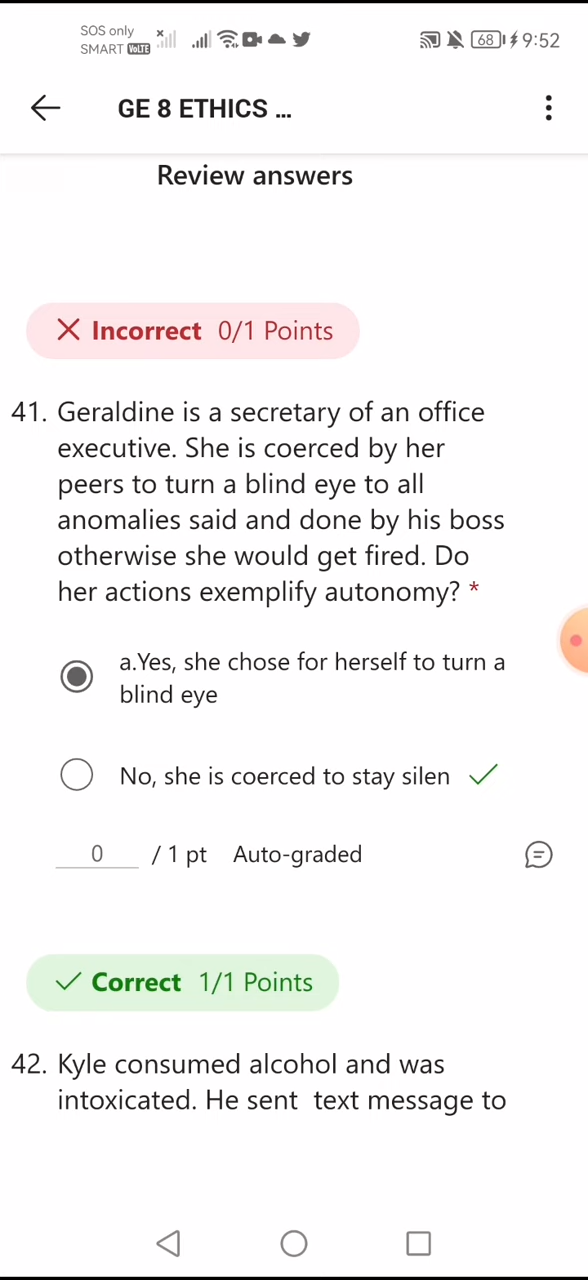 SOS only
SMART VoLTE
68 9:52
GE 8 ETHICS ...
Review answers
Incorrect 0/1 Points
41. Geraldine is a secretary of an office
executive. She is coerced by her
peers to turn a blind eye to all
anomalies said and done by his boss
otherwise she would get fired. Do
her actions exemplify autonomy? *
a.Yes, she chose for herself to turn a
blind eye
No, she is coerced to stay silen
0 / 1 pt Auto-graded
Correct 1/1 Points
42. Kyle consumed alcohol and was
intoxicated. He sent text message to